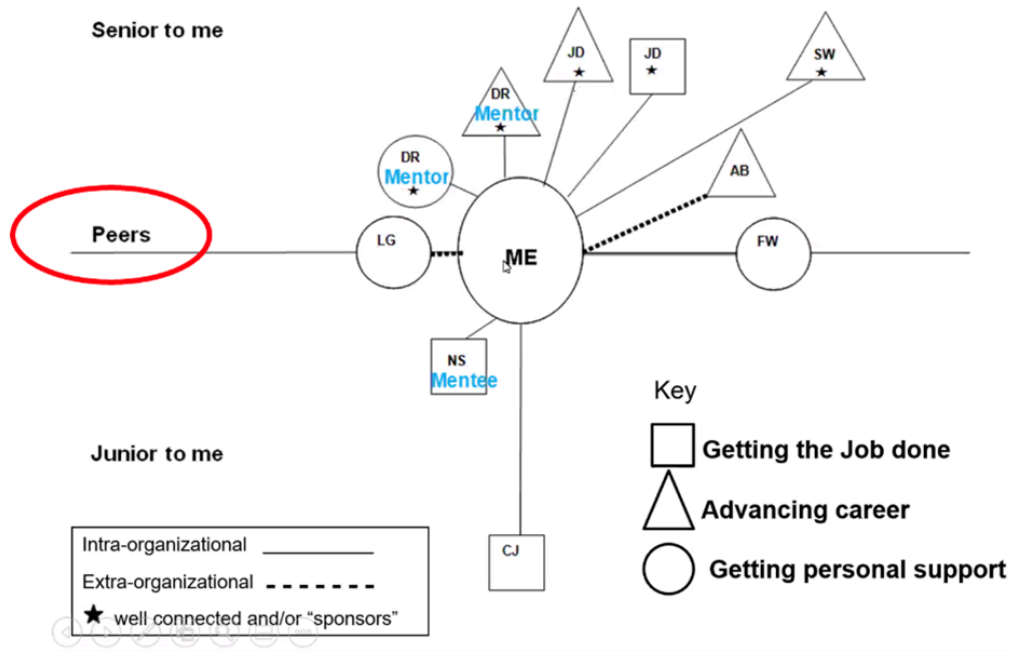 Senior to me
JD
JD
SW
DR
Mentor
DR
Mentor
AB
Peers
LG
ME
FW
NS
Mentee
Key
Junior to me
Getting the Job done
Advancing career
Getting personal support
CJ
Intra-organizational
Extra-organizational
well connected and/or “sponsors”